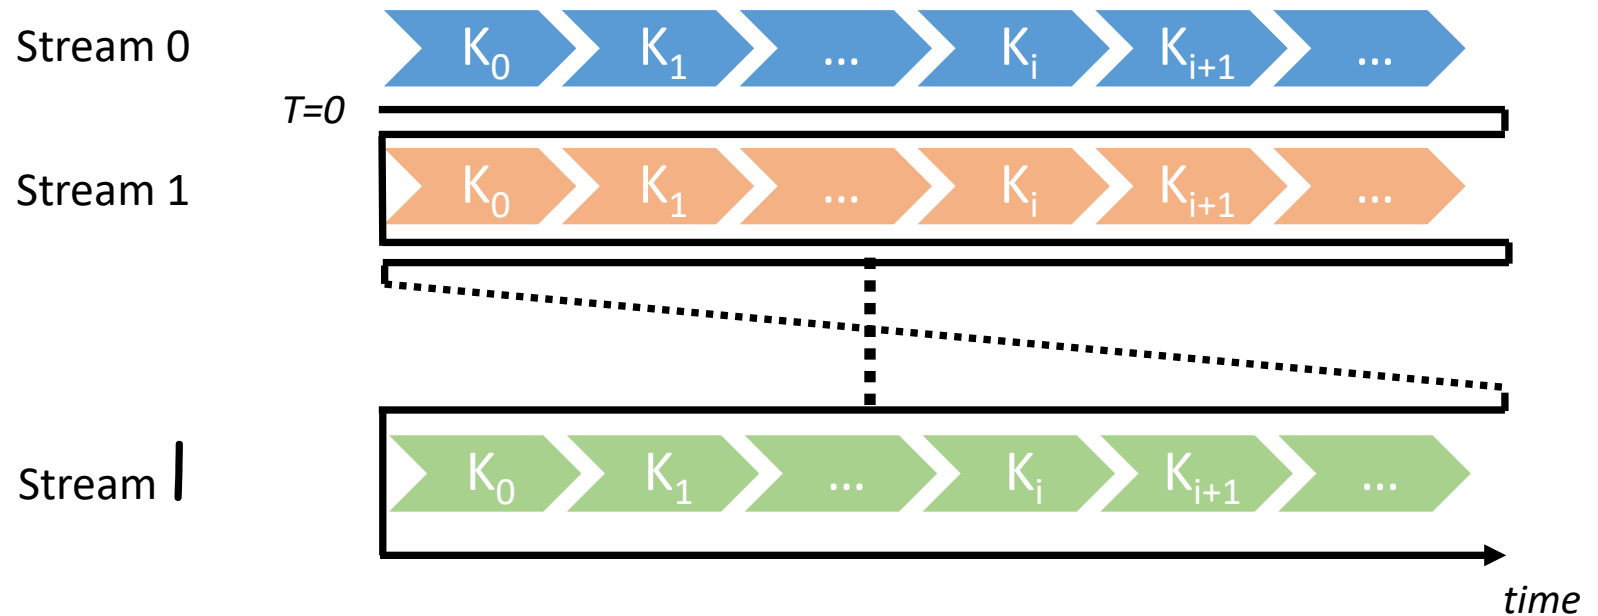 Stream 0 K₀ K₁ ... Kᵢ Kᵢ₊₁ ...
T=0
Stream 1 K₀ K₁ ... Kᵢ Kᵢ₊₁ ...
Stream l K₀ K₁ ... Kᵢ Kᵢ₊₁ ...
time